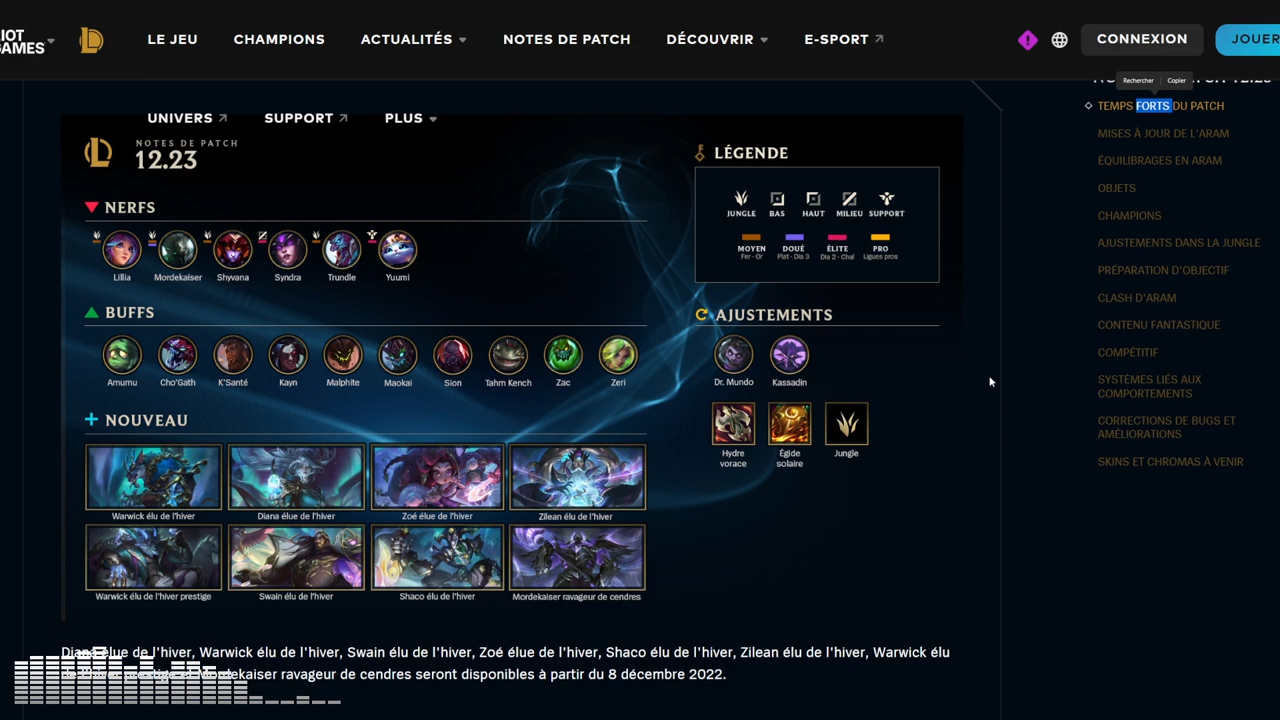 IOT
GAMES
LE JEU CHAMPIONS ACTUALITÉS NOTES DE PATCH DÉCOUVRIR E-SPORT CONNEXION JOUER
UNIVERS SUPPORT PLUS
NOTES DE PATCH
12.23
NERFS
Lillia Mordekaiser Shyvana Syndra Trundle Yuumi
BUFFS
Amumu Cho'Gath K'Santé Kayn Malphite Maokai Sion Tahm Kench Zac Zeri
NOUVEAU
Warwick élu de l'hiver Diana élue de l'hiver Zoé élue de l'hiver Zilean élu de l'hiver
Warwick élu de l'hiver prestige Swain élu de l'hiver Shaco élu de l'hiver Mordekaiser ravageur de cendres
LÉGENDE
JUNGLE BAS HAUT MILIEU SUPPORT
MOYEN DOUÉ ÉLITE PRO
Fer - Or Plat - Dia 3 Dia 2 - Chal Ligues pros
AJUSTEMENTS
Dr. Mundo Kassadin
Hydre vorace Égide solaire Jungle
Diana élue de l'hiver, Warwick élu de l'hiver, Swain élu de l'hiver, Zoé élue de l'hiver, Shaco élu de l'hiver, Zilean élu de l'hiver, Warwick élu
de l'hiver prestige et Mordekaiser ravageur de cendres seront disponibles à partir du 8 décembre 2022.
Rechercher Copier
TEMPS FORTS DU PATCH
MISES À JOUR DE L'ARAM
ÉQUILIBRAGES EN ARAM
OBJETS
CHAMPIONS
AJUSTEMENTS DANS LA JUNGLE
PRÉPARATION D'OBJECTIF
CLASH D'ARAM
CONTENU FANTASTIQUE
COMPÉTITIF
SYSTÈMES LIÉS AUX
COMPORTEMENTS
CORRECTIONS DE BUGS ET
AMÉLIORATIONS
SKINS ET CHROMAS À VENIR